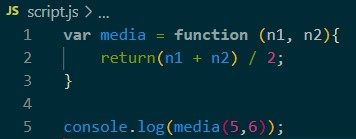 JS script.js > ...
1 var media = function (n1, n2){
2 return(n1 + n2) / 2;
3 }
4
5 console.log(media(5,6));